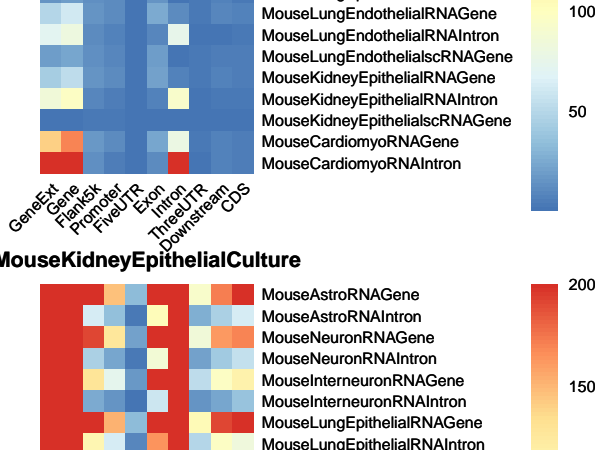 MouseLungEndothelialRNAGene
MouseLungEndothelialRNAIntron
MouseLungEndothelialscRNAGene
MouseKidneyEpithelialRNAGene
MouseKidneyEpithelialRNAIntron
MouseKidneyEpithelialscRNAGene
MouseCardiomyoRNAGene
MouseCardiomyoRNAIntron
100
50
GeneExt
Gene
Flank5k
Promoter
FiveUTR
Exon
Intron
ThreeUTR
Downstream
CDS
MouseKidneyEpithelialCulture
MouseAstroRNAGene
MouseAstroRNAIntron
MouseNeuronRNAGene
MouseNeuronRNAIntron
MouseInterneuronRNAGene
MouseInterneuronRNAIntron
MouseLungEpithelialRNAGene
MouseLungEpithelialRNAIntron
200
150